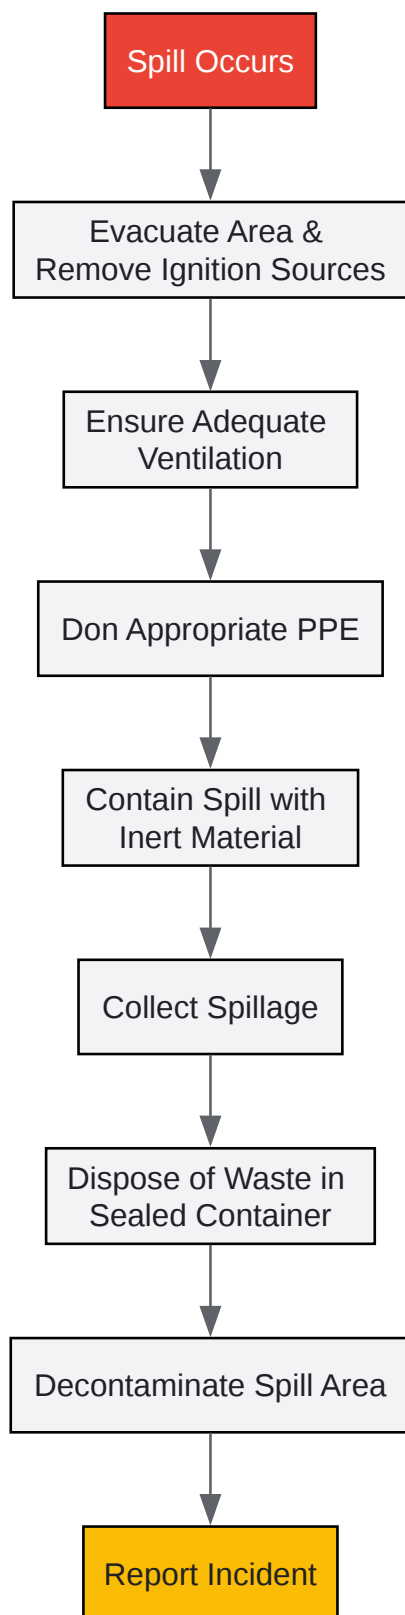 Spill Occurs
Evacuate Area &
Remove Ignition Sources
Ensure Adequate
Ventilation
Don Appropriate PPE
Contain Spill with
Inert Material
Collect Spillage
Dispose of Waste in
Sealed Container
Decontaminate Spill Area
Report Incident